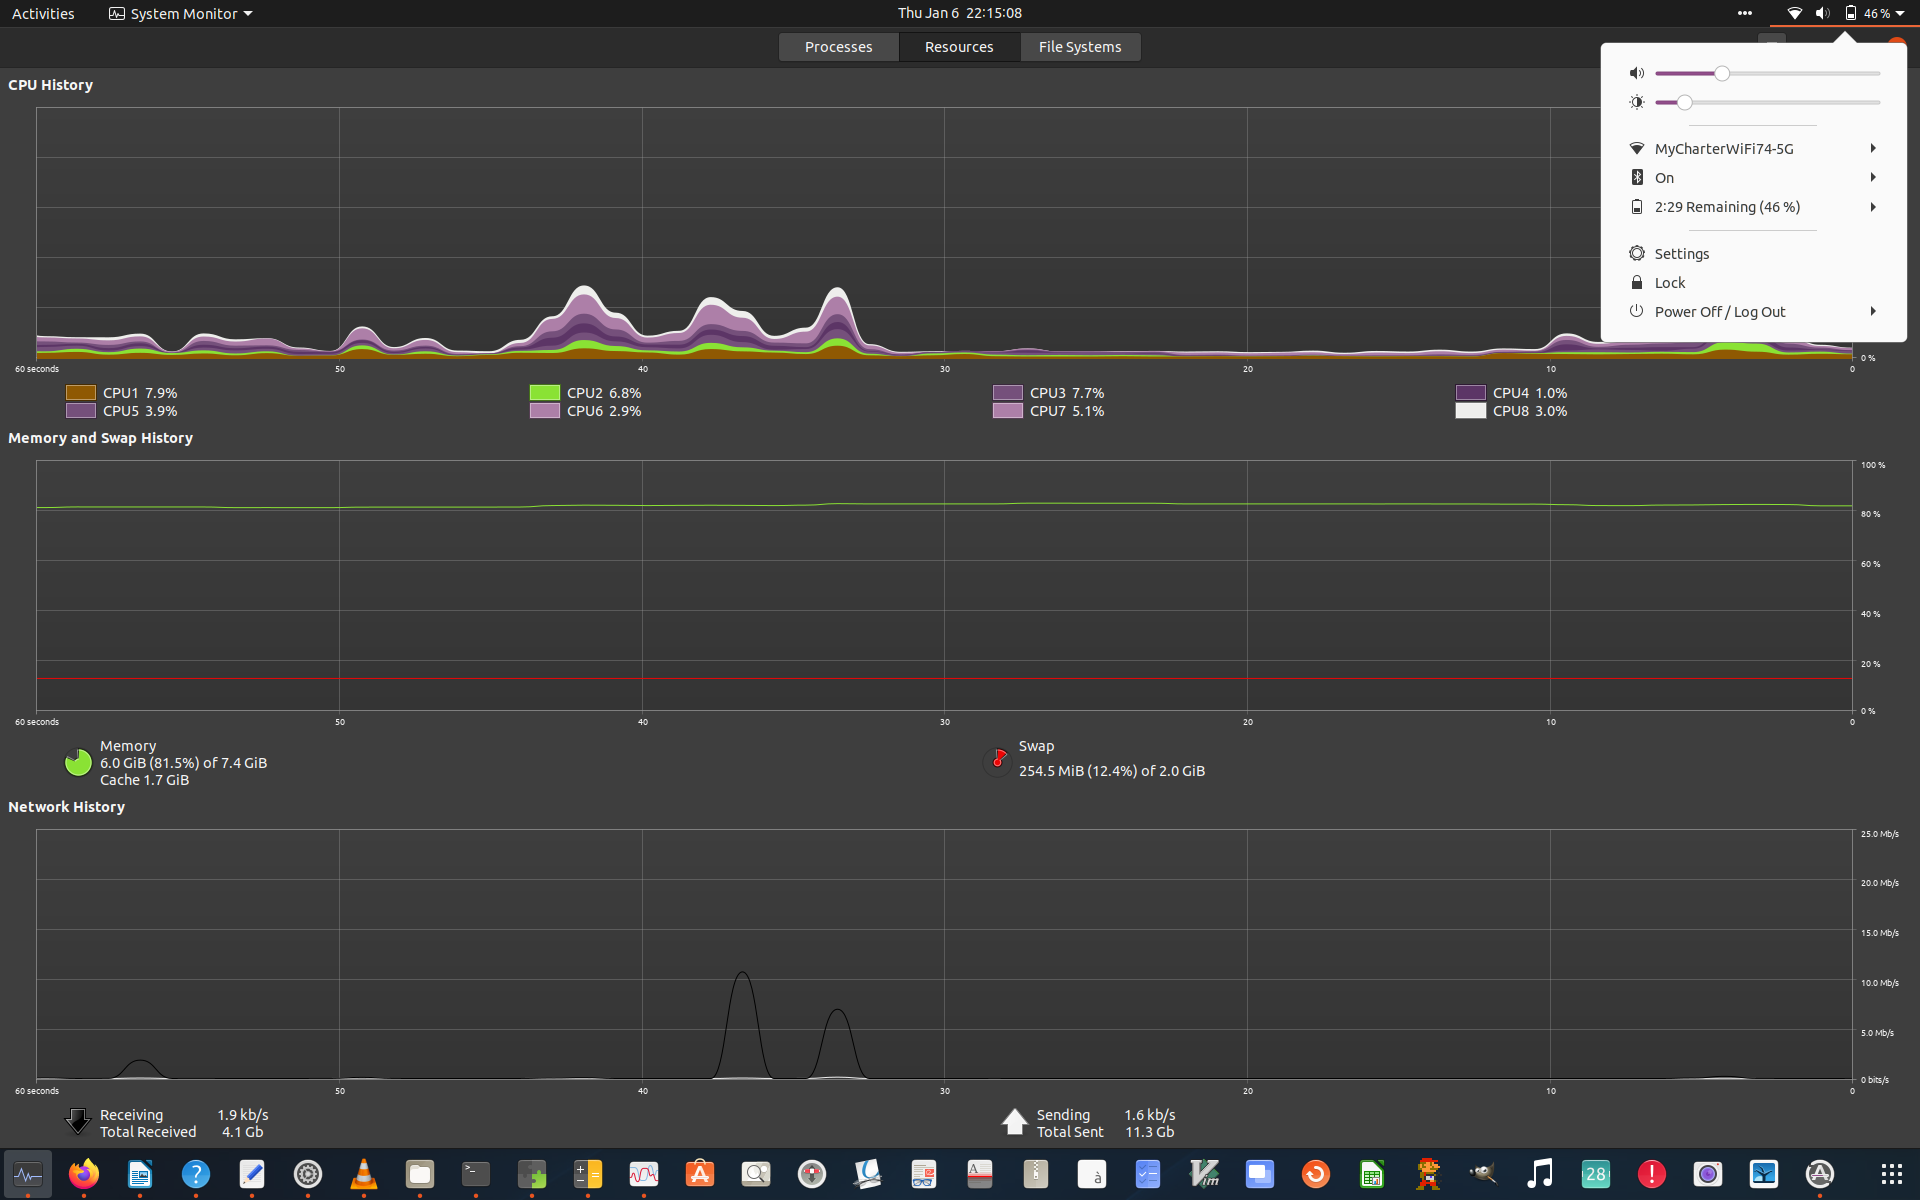 Activities System Monitor Thu Jan 6 22:15:08 46 %
Processes Resources File Systems
CPU History
MyCharterWiFi74-5G
On
2:29 Remaining (46 %)
Settings
Lock
Power Off / Log Out
0 %
60 seconds 50 40 30 20 10 0
CPU1 7.9% CPU2 6.8% CPU3 7.7% CPU4 1.0%
CPU5 3.9% CPU6 2.9% CPU7 5.1% CPU8 3.0%
Memory and Swap History
100 %
80 %
60 %
40 %
20 %
0 %
60 seconds 50 40 30 20 10 0
Memory
6.0 GiB (81.5%) of 7.4 GiB
Cache 1.7 GiB
Swap
254.5 MiB (12.4%) of 2.0 GiB
Network History
25.0 Mb/s
20.0 Mb/s
15.0 Mb/s
10.0 Mb/s
5.0 Mb/s
0 bits/s
60 seconds 50 40 30 20 10 0
Receiving 1.9 kb/s
Total Received 4.1 Gb
Sending 1.6 kb/s
Total Sent 11.3 Gb
? >_ A à Vim 28 !